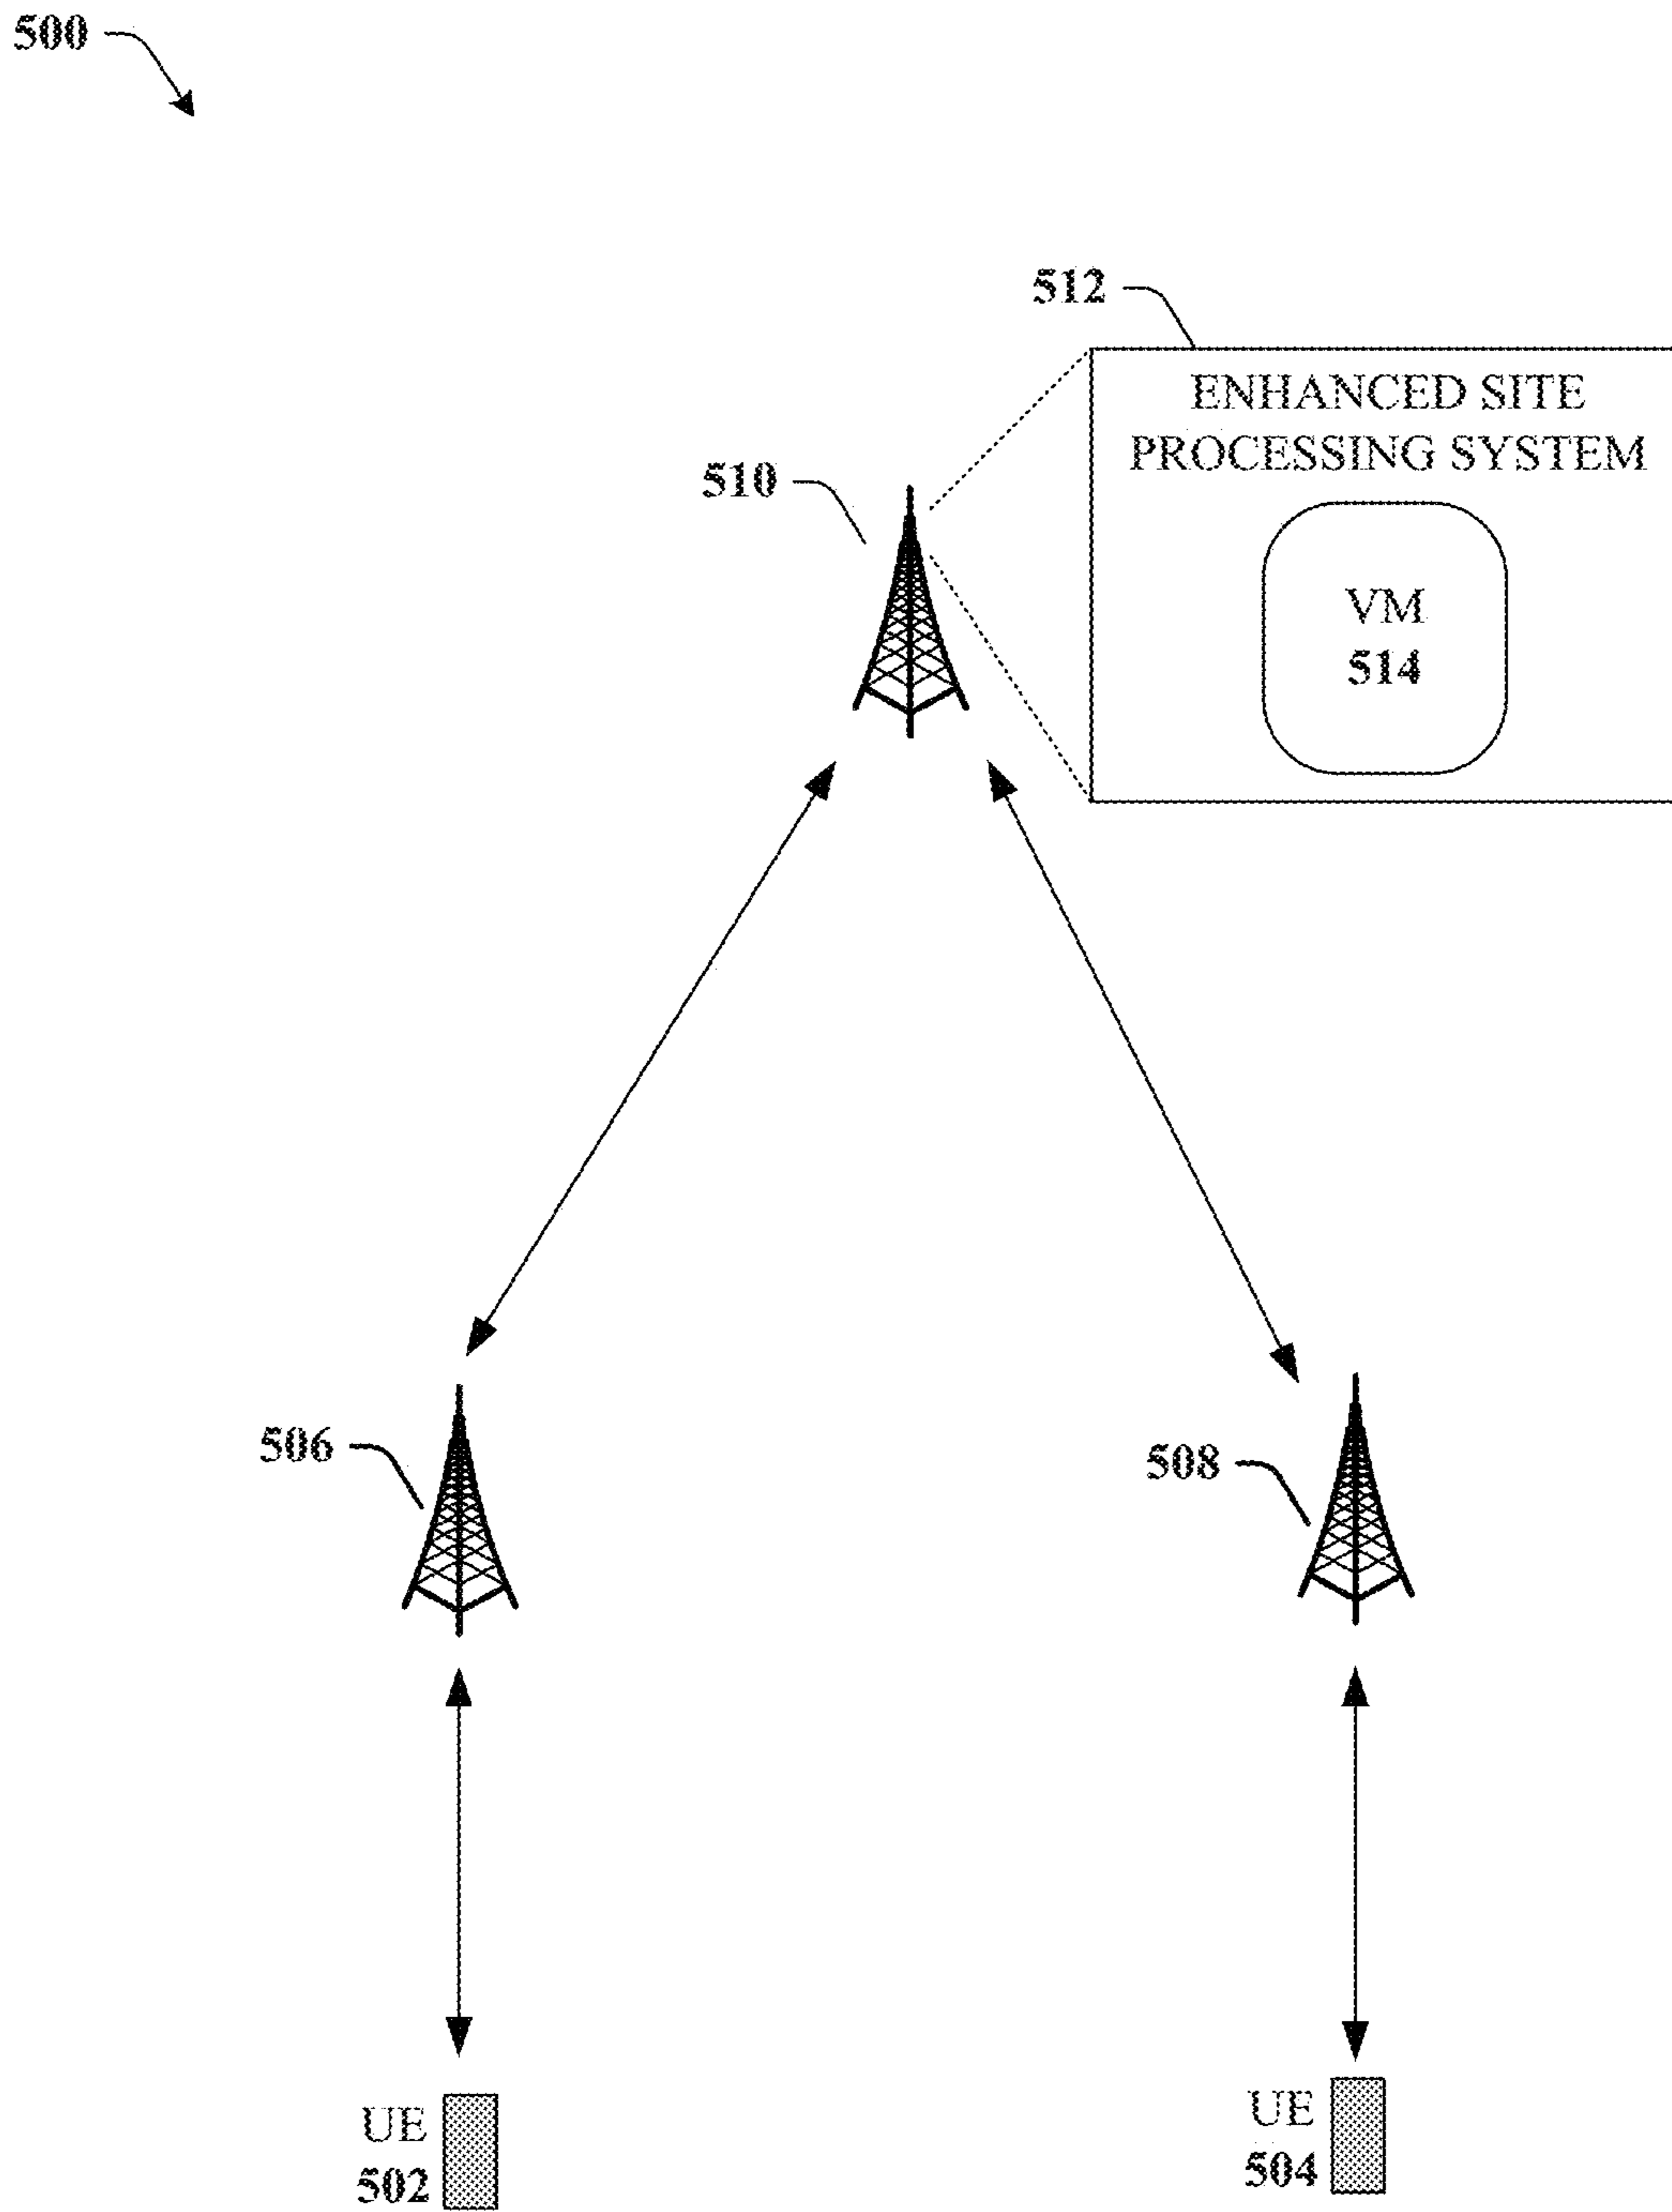 500
512
ENHANCED SITE
PROCESSING SYSTEM
510
VM
514
506
508
UE
502
UE
504